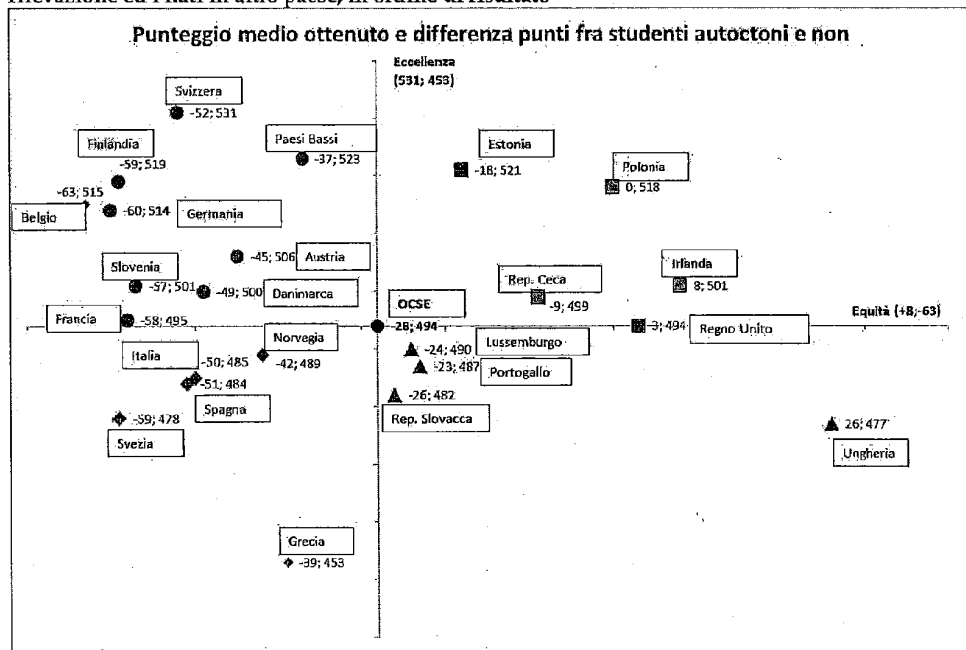 Punteggio medio ottenuto e differenza punti fra studenti autoctoni e non
Eccellenza
(531; 453)
Svizzera
-52; 531
Finlandia
-59; 519
Paesi Bassi
-37; 523
Estonia
-18; 521
Polonia
0; 518
-63; 515
Belgio
-60; 514
Germania
-45; 506
Austria
Slovenia
-57; 501
-49; 500
Danimarca
Rep. Ceca
-9; 499
Irlanda
8; 501
OCSE
-28; 494
Equità (+8;-63)
Francia
-58; 495
-3; 494
Regno Unito
Norvegia
-42; 489
-24; 490
Lussemburgo
Italia
-50; 485
-23; 487
Portogallo
-51; 484
Spagna
-26; 482
Rep. Slovacca
-59; 478
Svezia
26; 477
Ungheria
Grecia
-39; 453